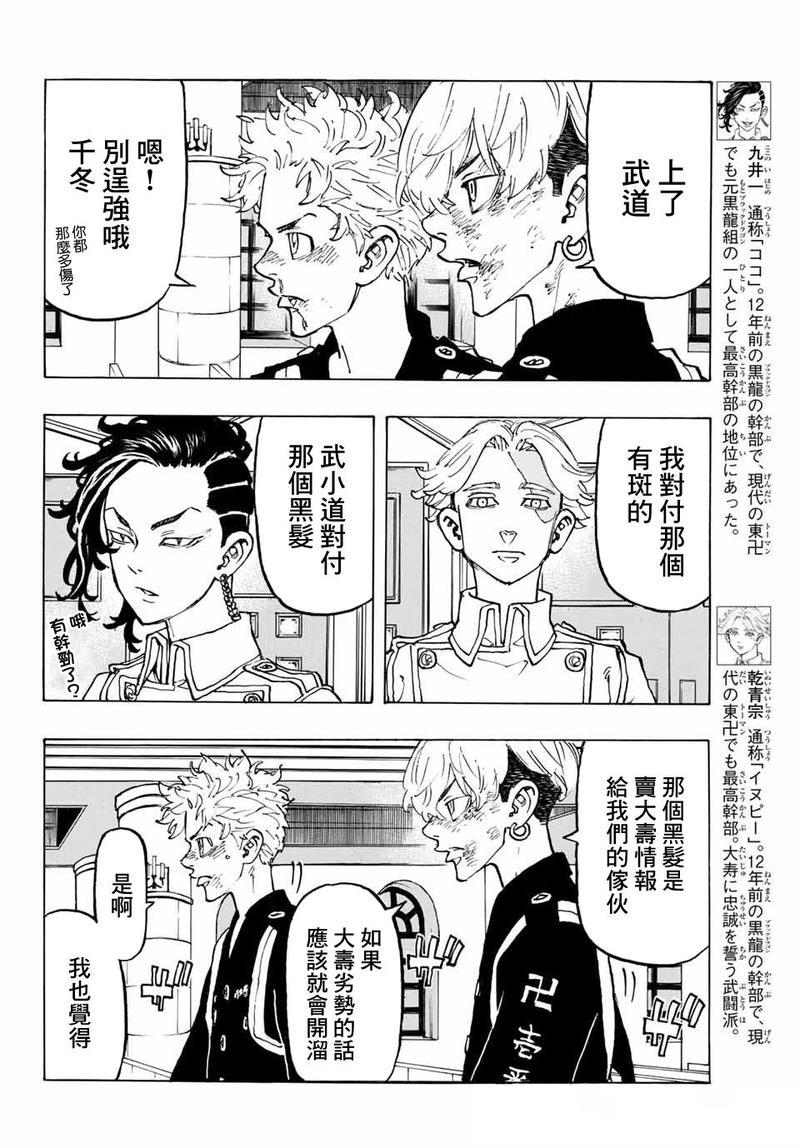 上了
武道
嗯！
別逞強哦
千冬
你都
那麼多傷了
我對付那個
有斑的
武小道對付
那個黑髮
哦
有幹勁了？
那個黑髮是
賣大壽情報
給我們的傢伙
如果
大壽劣勢的話
應該就會開溜
是啊
我也覺得
卍
壱番
九井一　通称「ココ」。12年前の黒龍の幹部で、現代の東卍
でも元黒龍組の一人として最高幹部の地位にあった。
乾青宗　通称「イヌピー」。12年前の黒龍の幹部で、現
代の東卍でも最高幹部。大寿に忠誠を誓う武闘派。